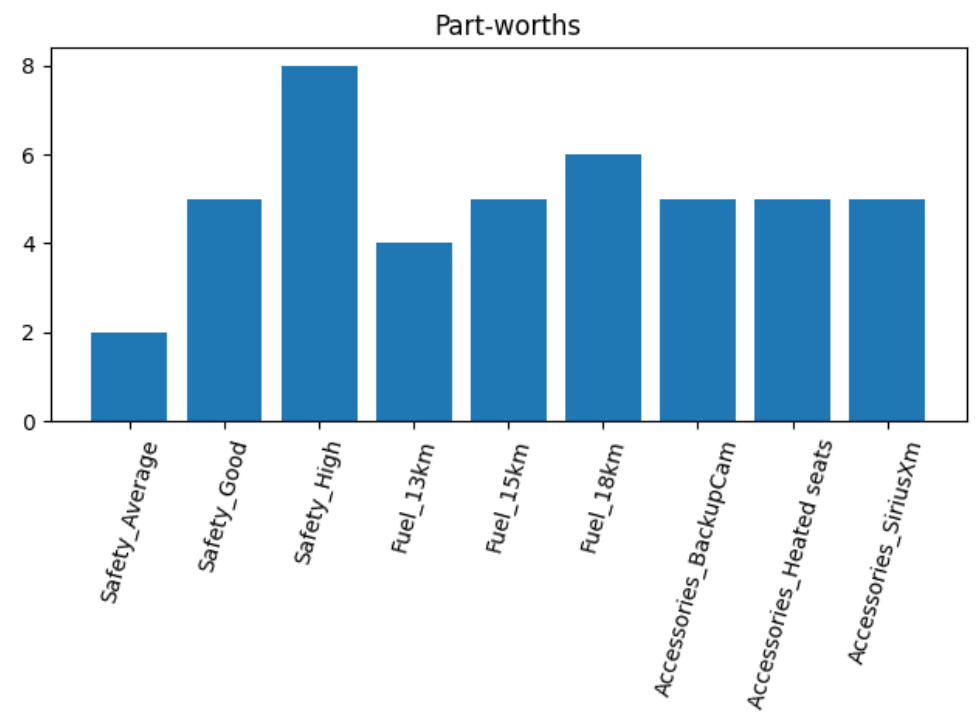 Part-worths
8
6
4
2
0
Safety_Average
Safety_Good
Safety_High
Fuel_13km
Fuel_15km
Fuel_18km
Accessories_BackupCam
Accessories_Heated seats
Accessories_SiriusXm